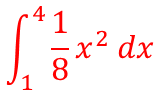 ∫₁⁴ 1/8 x² dx